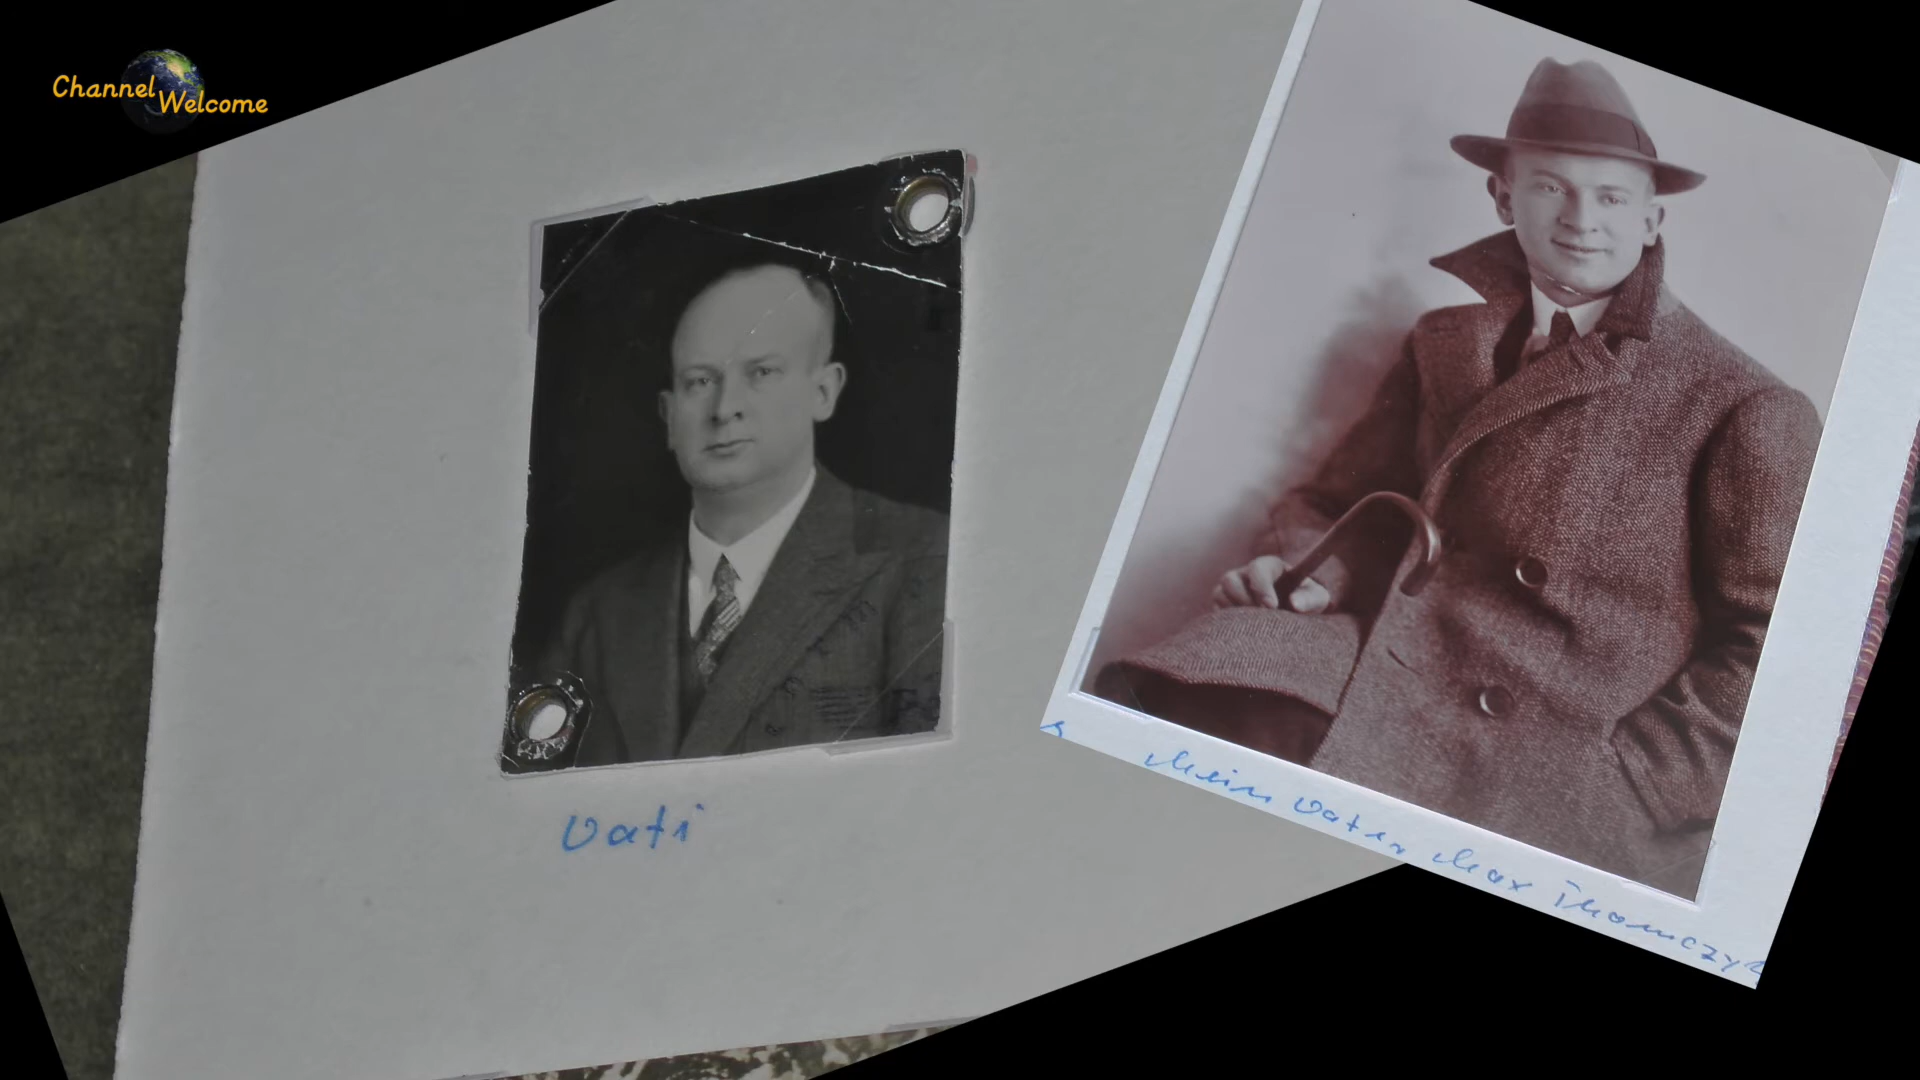 Channel
Welcome
Vati
Mein Vater Max Thomczyk